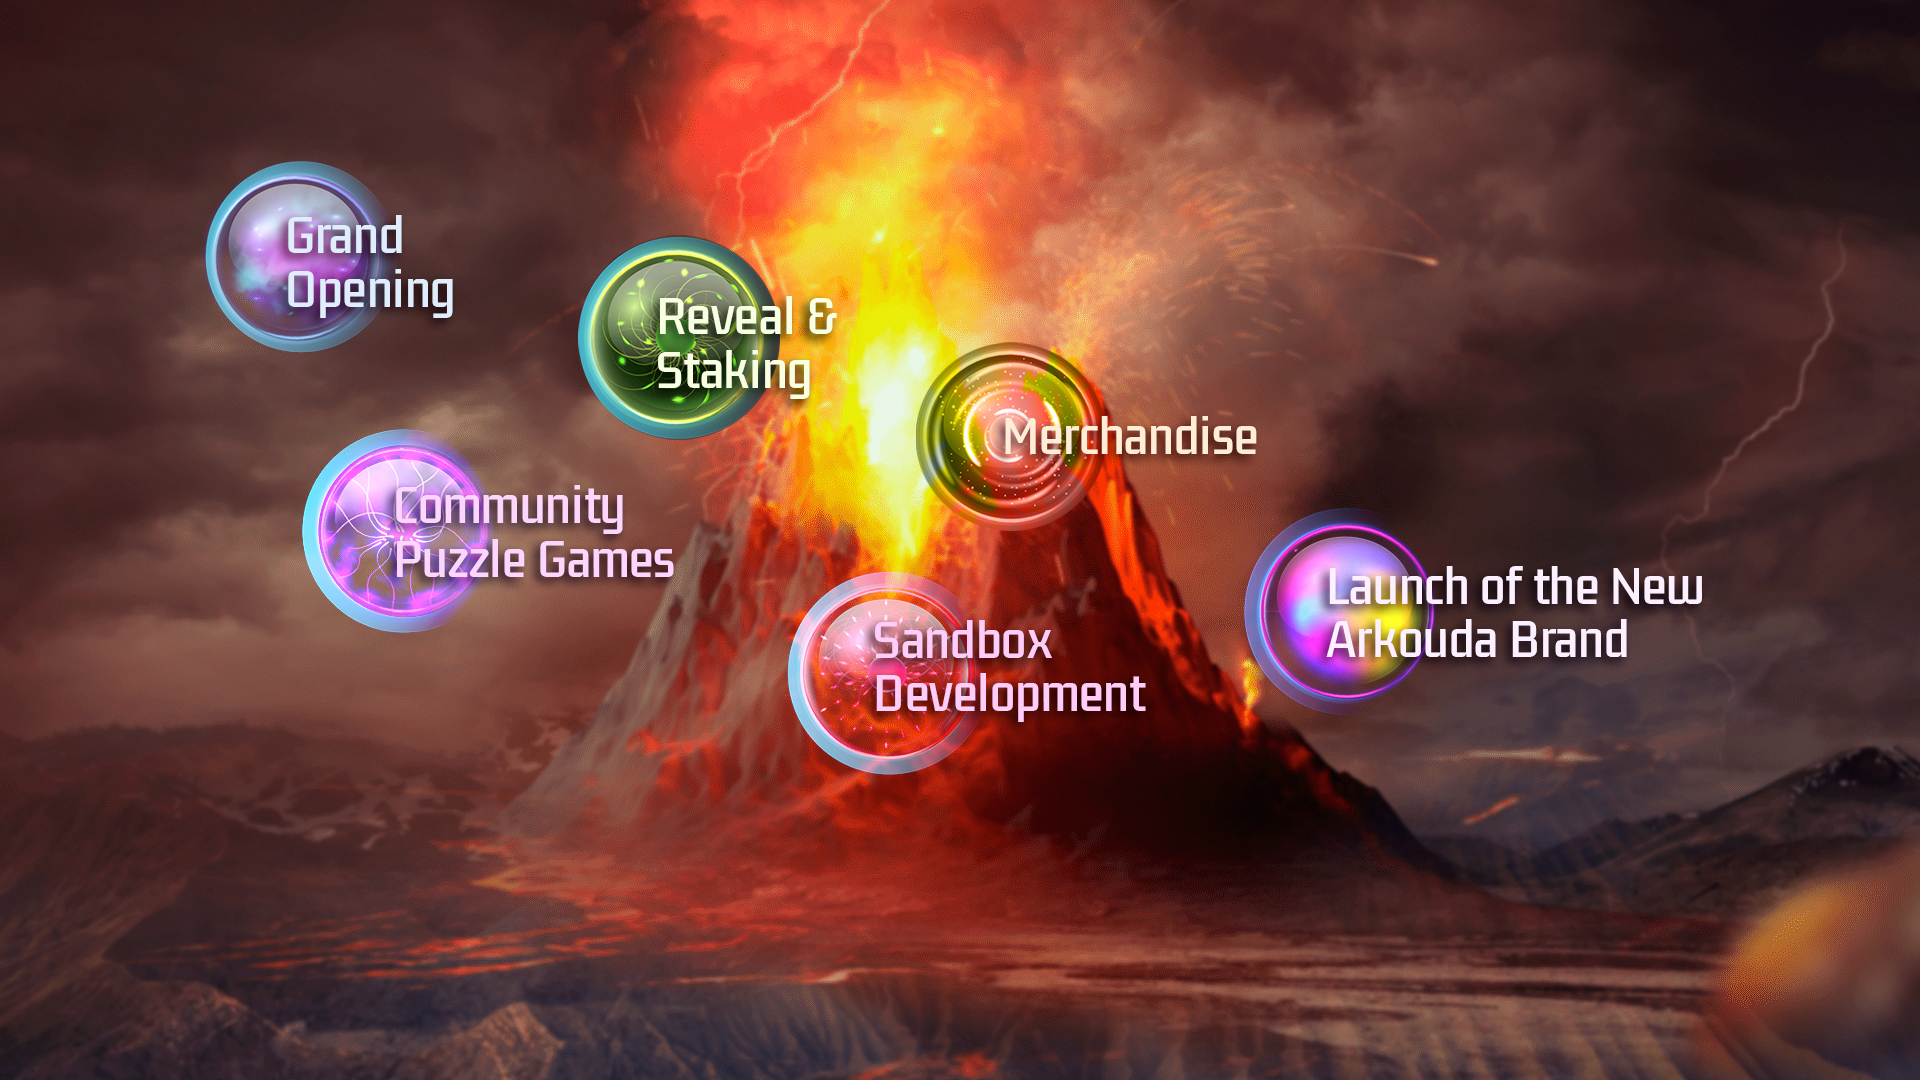 Grand
Opening
Reveal &
Staking
Merchandise
Community
Puzzle Games
Sandbox
Development
Launch of the New
Arkouda Brand